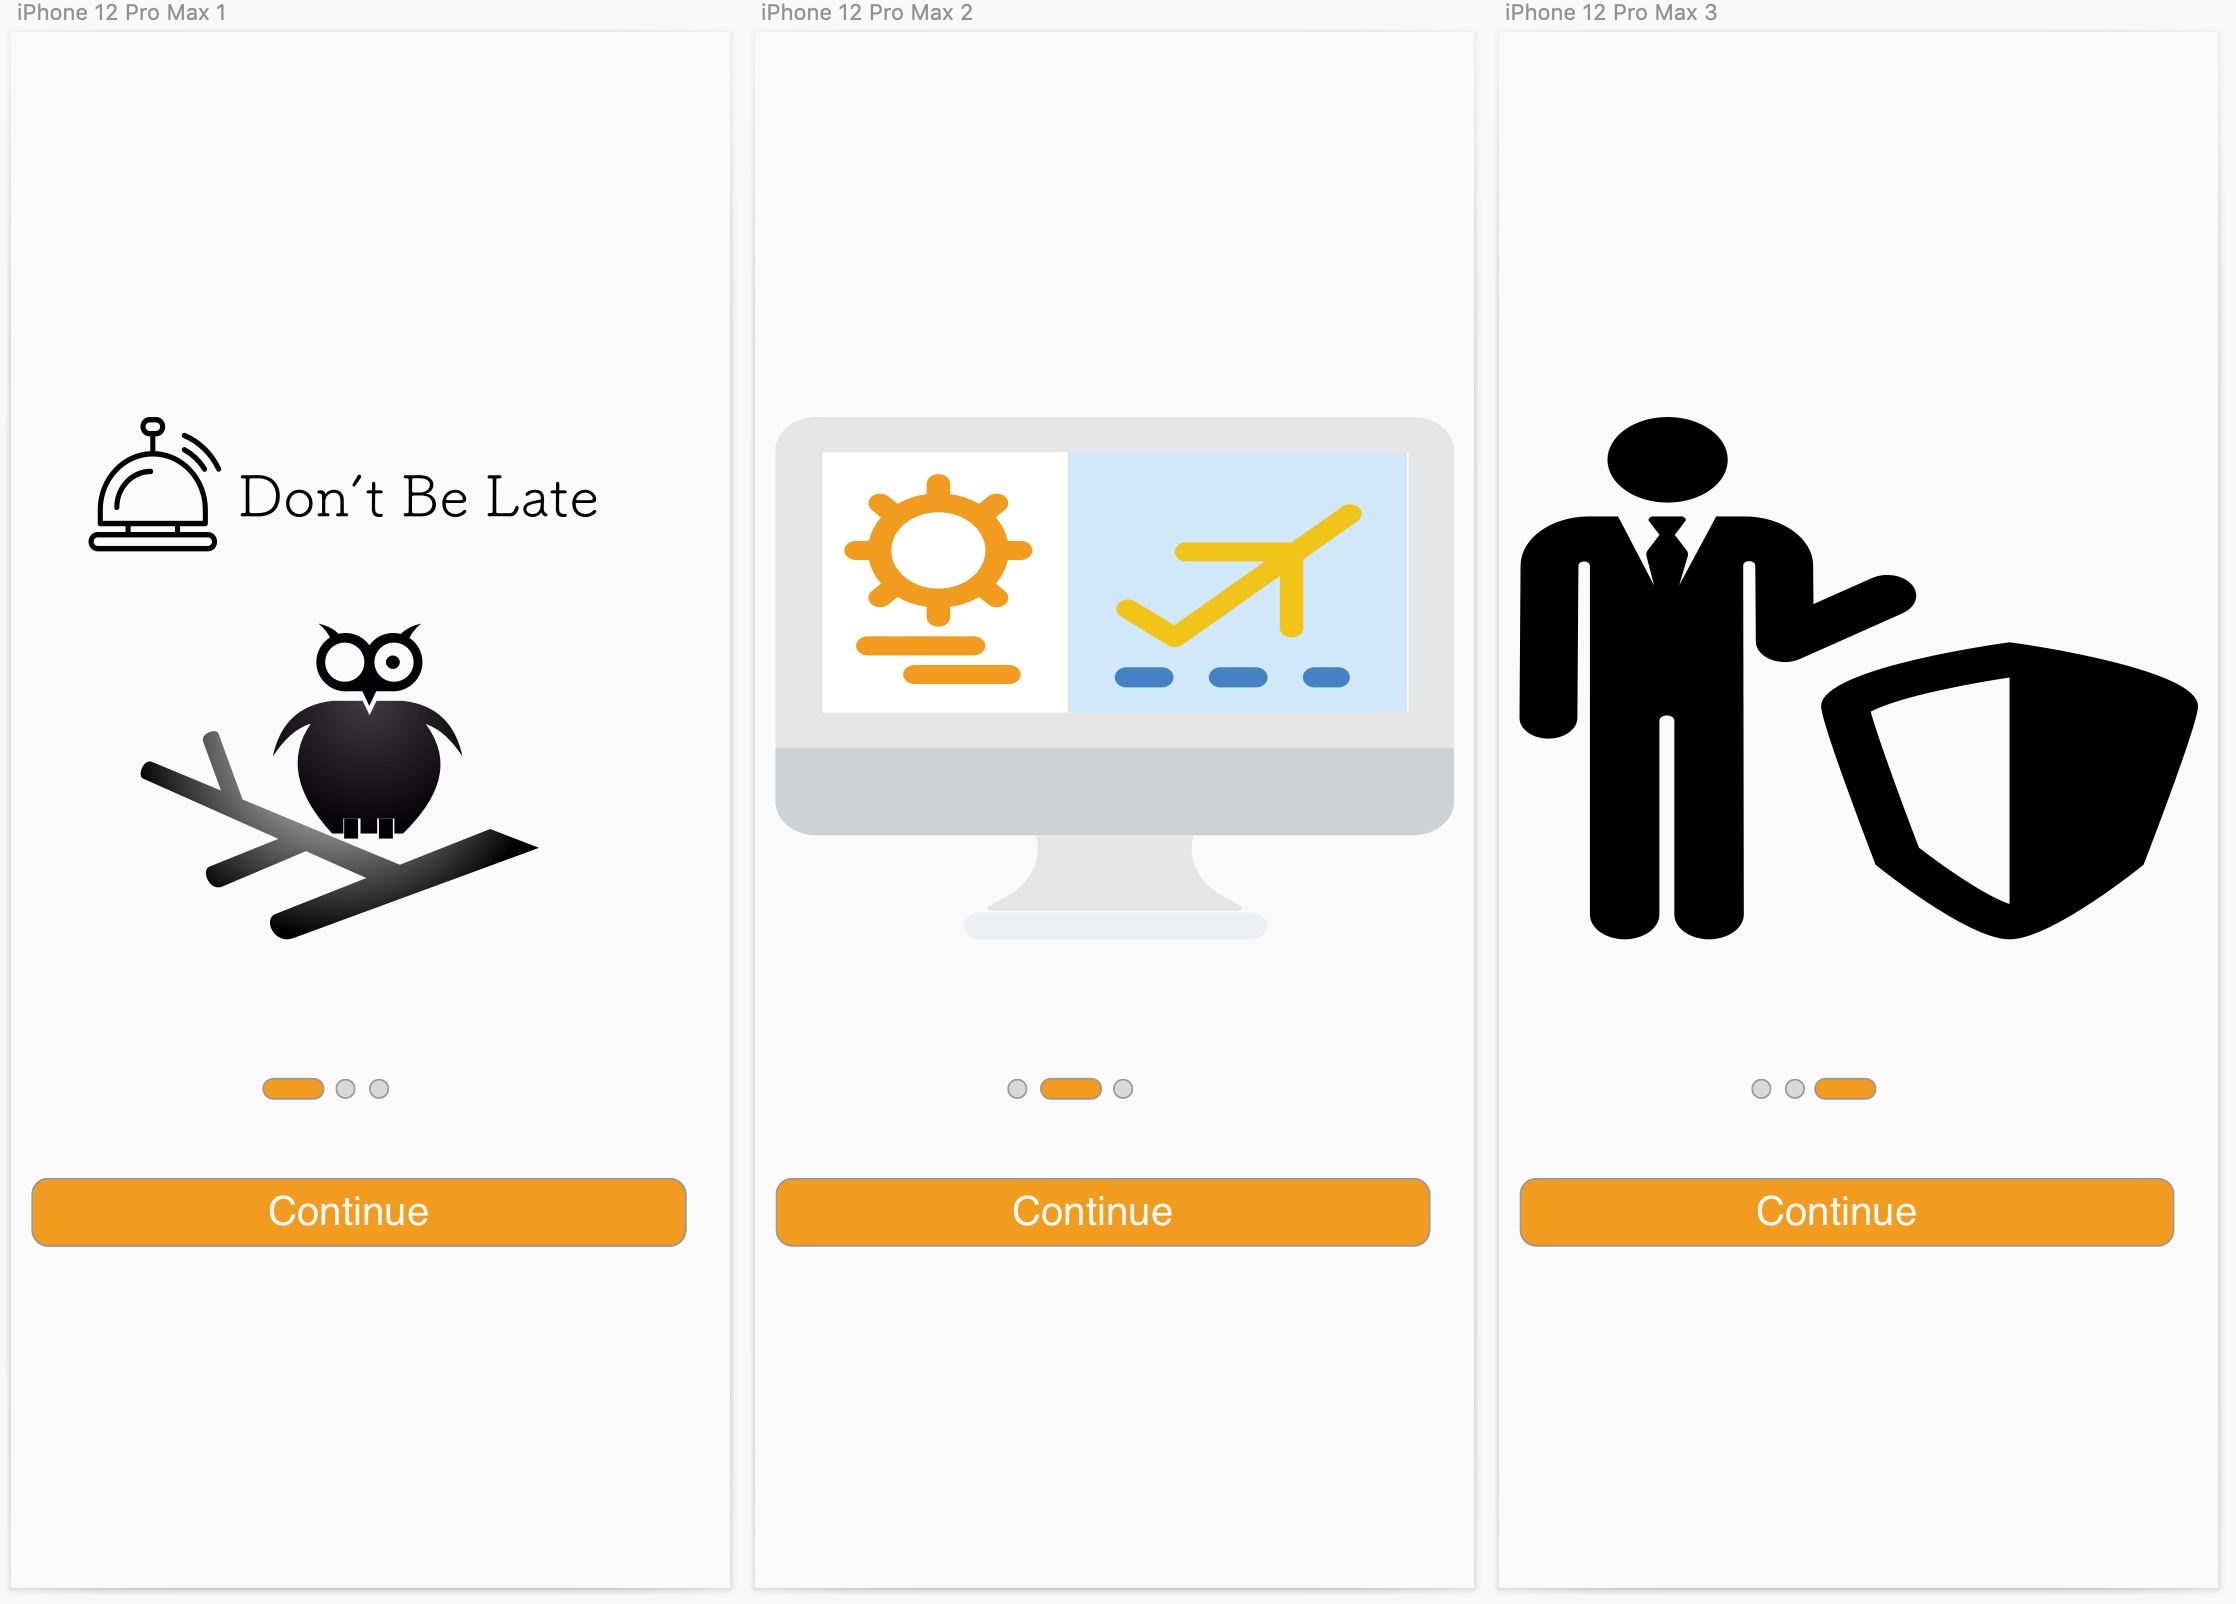 iPhone 12 Pro Max 1
iPhone 12 Pro Max 2
iPhone 12 Pro Max 3
Don´t Be Late
Continue
Continue
Continue